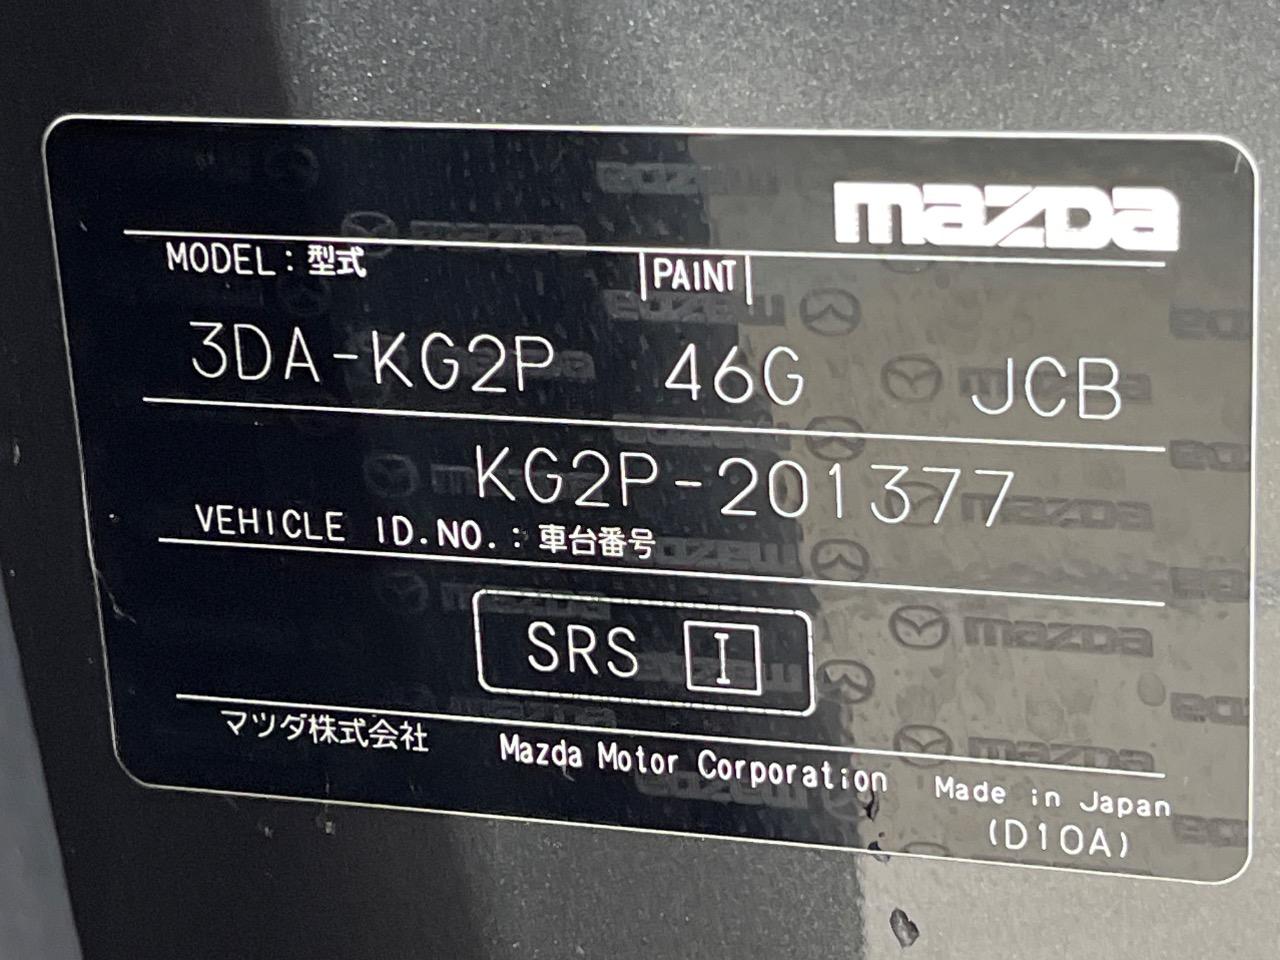 mazda
MODEL : 型式 PAINT
3DA-KG2P 46G JCB
KG2P-201377
VEHICLE ID.NO. : 車台番号
SRS I
マツダ株式会社 Mazda Motor Corporation Made in Japan
(D10A)